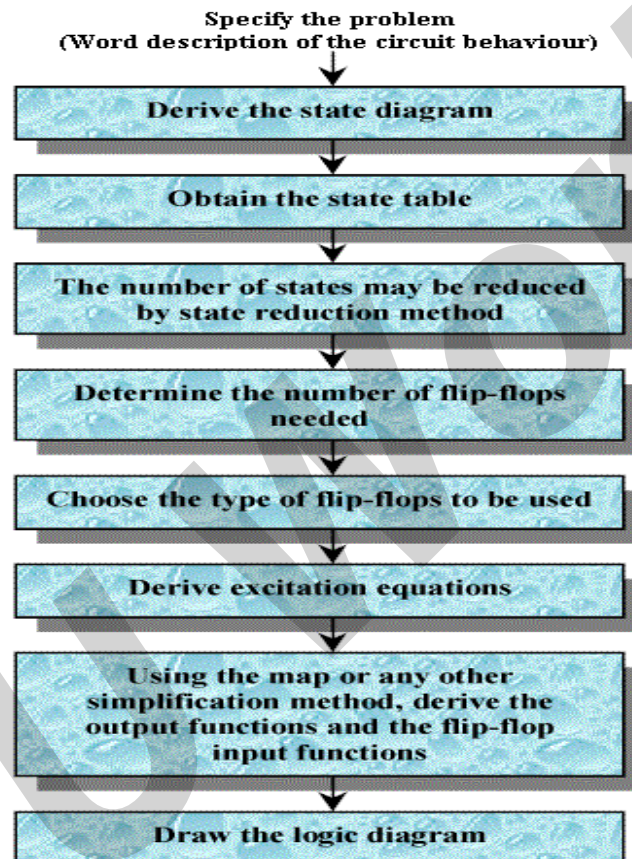 Specify the problem
(Word description of the circuit behaviour)
Derive the state diagram
Obtain the state table
The number of states may be reduced
by state reduction method
Determine the number of flip-flops
needed
Choose the type of flip-flops to be used
Derive excitation equations
Using the map or any other
simplification method, derive the
output functions and the flip-flop
input functions
Draw the logic diagram